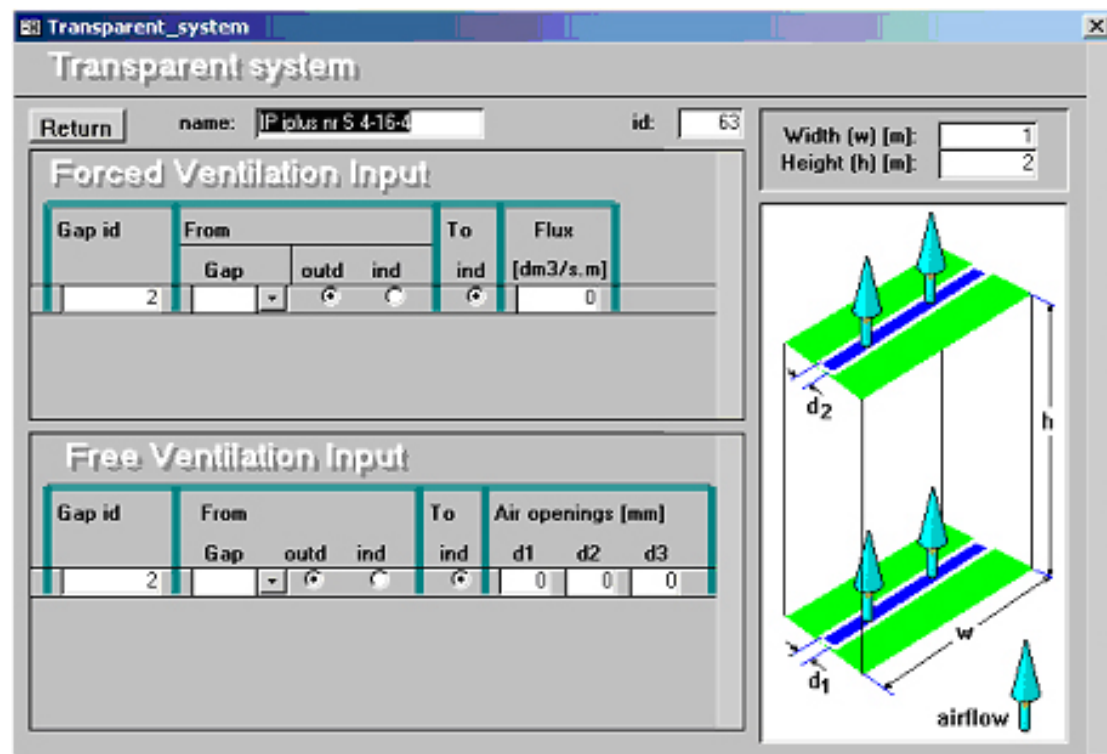 Transparent_system
Transparent system
Return name: IP iplus nr S 4-16-4 id: 63
Width (w) [m]: 1
Height (h) [m]: 2
Forced Ventilation Input
Gap id From To Flux
Gap outd ind ind [dm3/s.m]
2 0
Free Ventilation Input
Gap id From To Air openings [mm]
Gap outd ind ind d1 d2 d3
2 0 0 0
d2
h
w
d1
airflow